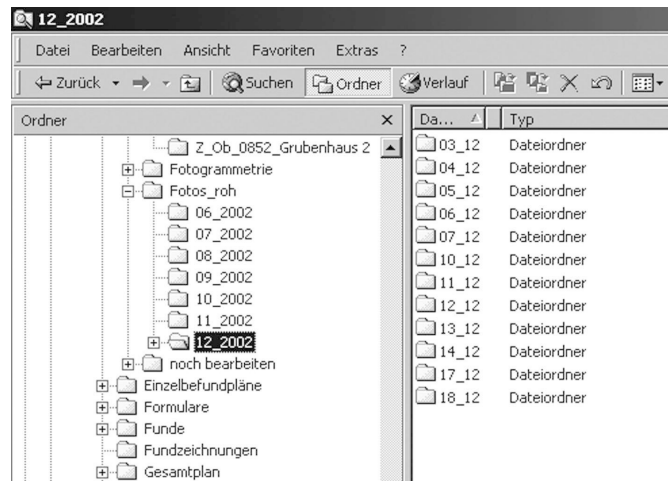 12_2002
Datei Bearbeiten Ansicht Favoriten Extras ?
Zurück Suchen Ordner Verlauf
Ordner
Z_Ob_0852_Grubenhaus 2
Fotogrammetrie
Fotos_roh
06_2002
07_2002
08_2002
09_2002
10_2002
11_2002
12_2002
noch bearbeiten
Einzelbefundpläne
Formulare
Funde
Fundzeichnungen
Gesamtplan
Da... Typ
03_12 Dateiordner
04_12 Dateiordner
05_12 Dateiordner
06_12 Dateiordner
07_12 Dateiordner
10_12 Dateiordner
11_12 Dateiordner
12_12 Dateiordner
13_12 Dateiordner
14_12 Dateiordner
17_12 Dateiordner
18_12 Dateiordner